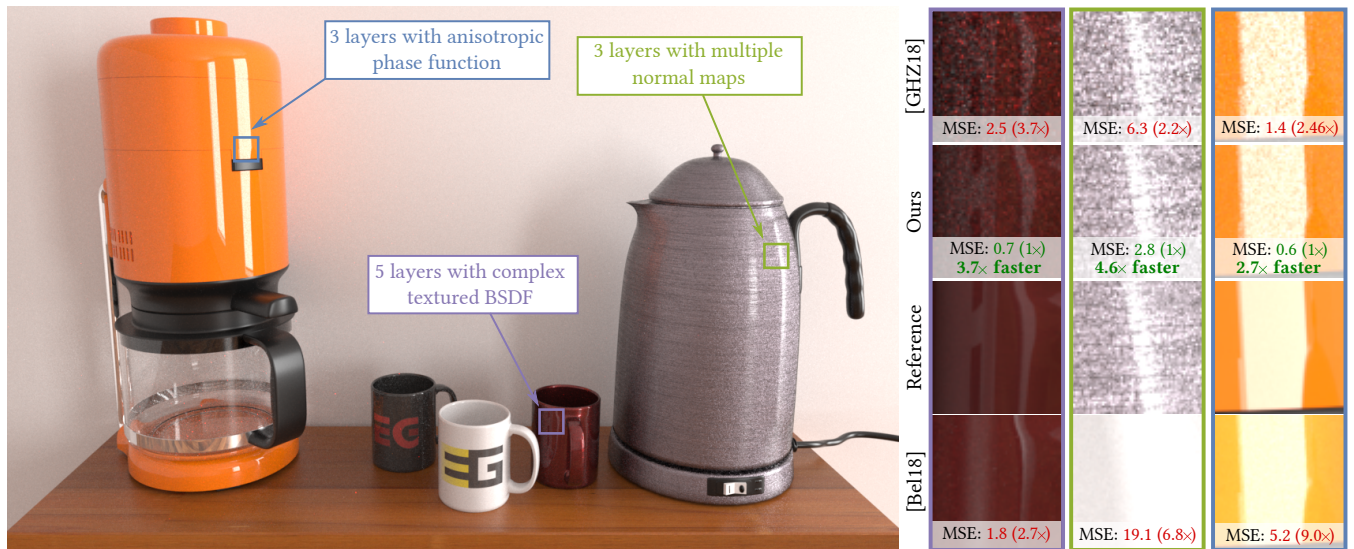 3 layers with anisotropic
phase function
3 layers with multiple
normal maps
5 layers with complex
textured BSDF
EG
EG
[GHZ18]
MSE: 2.5 (3.7×)
MSE: 6.3 (2.2×)
MSE: 1.4 (2.46×)
Ours
MSE: 0.7 (1×)
3.7× faster
MSE: 2.8 (1×)
4.6× faster
MSE: 0.6 (1×)
2.7× faster
Reference
[Bel18]
MSE: 1.8 (2.7×)
MSE: 19.1 (6.8×)
MSE: 5.2 (9.0×)